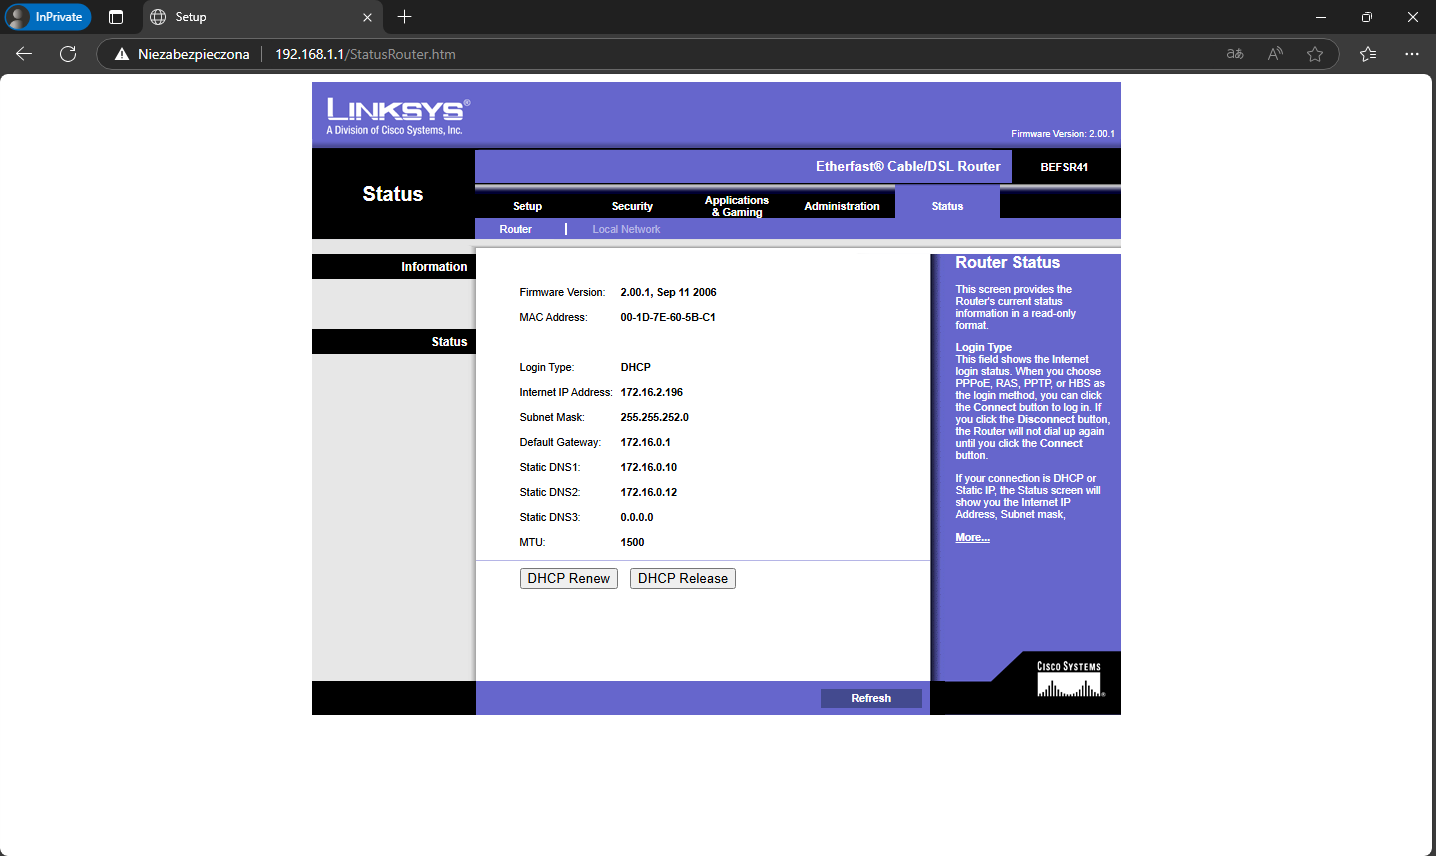 InPrivate
Setup
Niezabezpieczona
192.168.1.1/StatusRouter.htm
LINKSYS®
A Division of Cisco Systems, Inc.
Firmware Version: 2.00.1
Etherfast® Cable/DSL Router
BEFSR41
Status
Setup
Security
Applications
& Gaming
Administration
Status
Router
Local Network
Information
Firmware Version: 2.00.1, Sep 11 2006
MAC Address: 00-1D-7E-60-5B-C1
Status
Login Type: DHCP
Internet IP Address: 172.16.2.196
Subnet Mask: 255.255.252.0
Default Gateway: 172.16.0.1
Static DNS1: 172.16.0.10
Static DNS2: 172.16.0.12
Static DNS3: 0.0.0.0
MTU: 1500
DHCP Renew
DHCP Release
Router Status
This screen provides the
Router's current status
information in a read-only
format.
Login Type
This field shows the Internet
login status. When you choose
PPPoE, RAS, PPTP, or HBS as
the login method, you can click
the Connect button to log in. If
you click the Disconnect button,
the Router will not dial up again
until you click the Connect
button.
If your connection is DHCP or
Static IP, the Status screen will
show you the Internet IP
Address, Subnet mask,
More...
Refresh
CISCO SYSTEMS